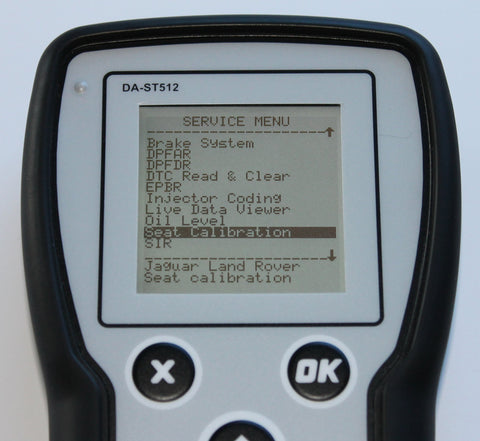 DA-ST512
SERVICE MENU
Brake System
DPFAR
DPFDR
DTC Read & Clear
EPBR
Injector Coding
Live Data Viewer
Oil Level
Seat Calibration
SIR
Jaguar Land Rover
Seat calibration
X
OK